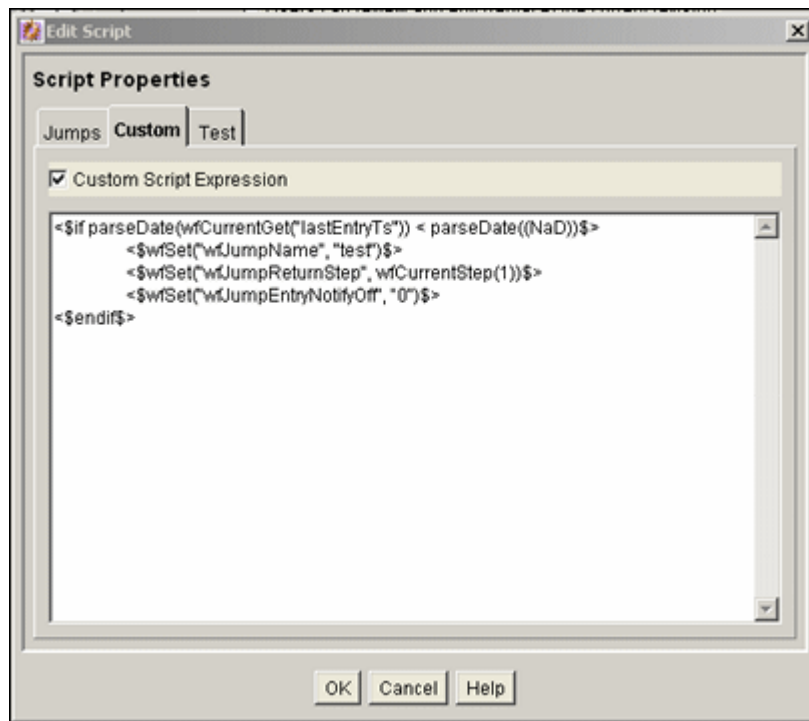 Edit Script
Script Properties
Jumps Custom Test
Custom Script Expression
<$if parseDate(wfCurrentGet("lastEntryTs")) < parseDate((NaD))$>
<$wfSet("wfJumpName", "test")$>
<$wfSet("wfJumpReturnStep", wfCurrentStep(1))$>
<$wfSet("wfJumpEntryNotifyOff", "0")$>
<$endif$>
OK Cancel Help